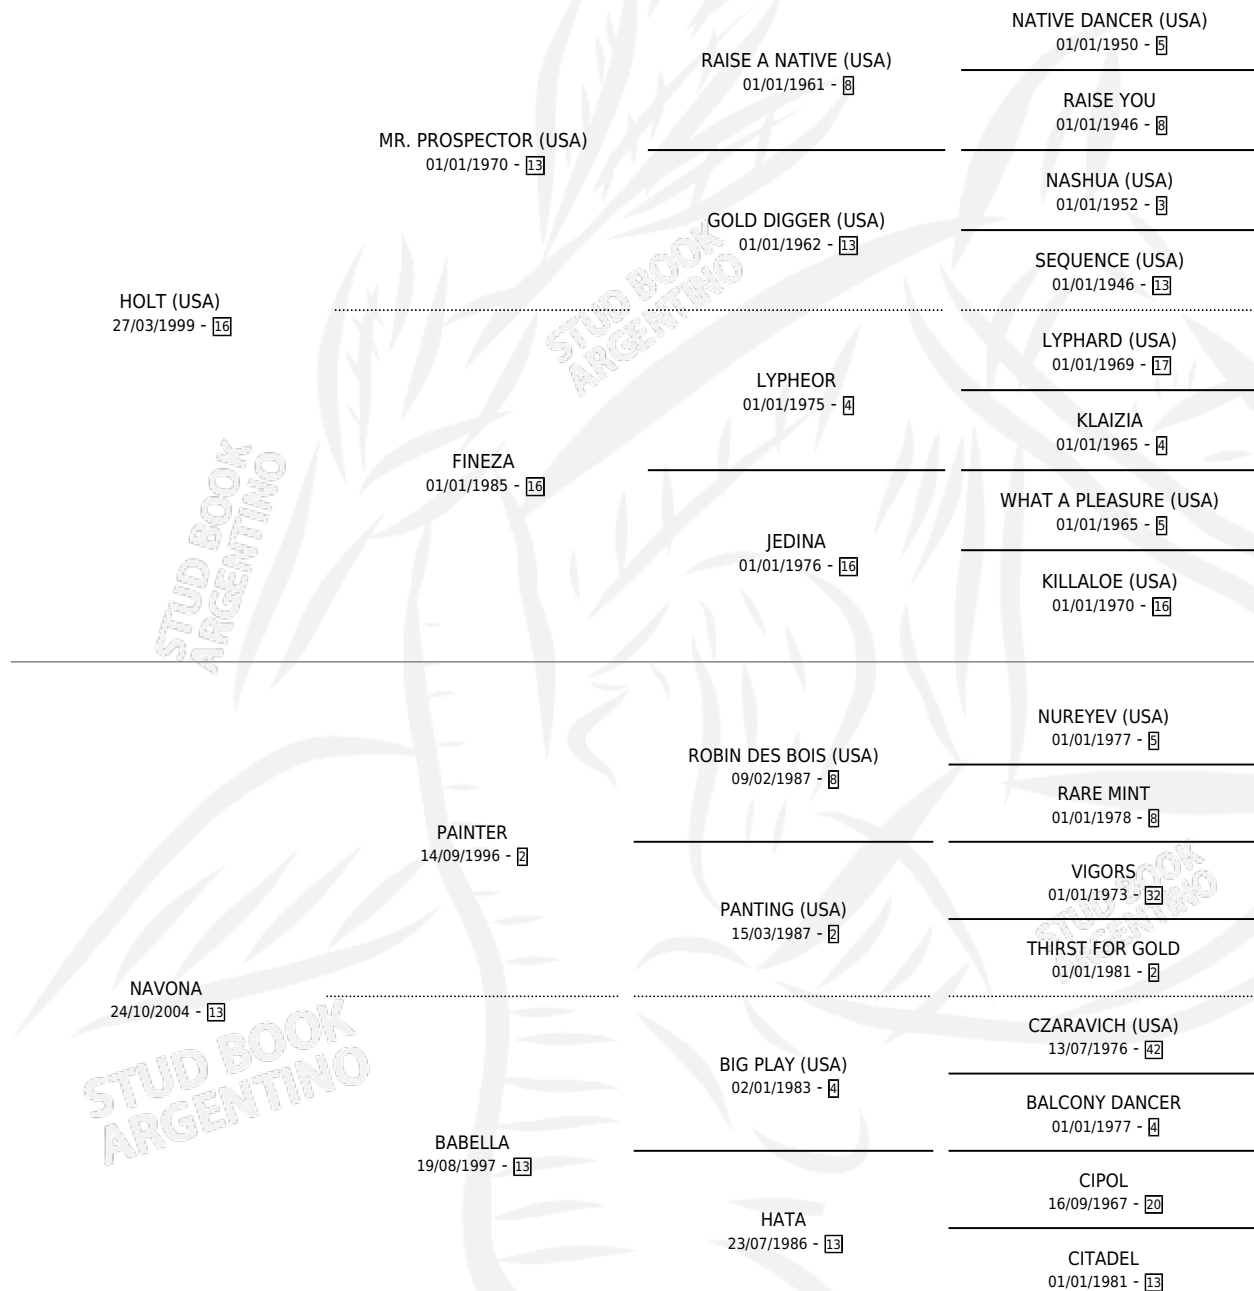 NATIVE DANCER (USA)
01/01/1950 - 5
RAISE A NATIVE (USA)
01/01/1961 - 8
RAISE YOU
01/01/1946 - 8
MR. PROSPECTOR (USA)
01/01/1970 - 13
NASHUA (USA)
01/01/1952 - 3
GOLD DIGGER (USA)
01/01/1962 - 13
SEQUENCE (USA)
01/01/1946 - 13
HOLT (USA)
27/03/1999 - 16
STUD BOOK
ARGENTINO
LYPHARD (USA)
01/01/1969 - 17
LYPHEOR
01/01/1975 - 4
KLAIZIA
01/01/1965 - 4
FINEZA
01/01/1985 - 16
WHAT A PLEASURE (USA)
01/01/1965 - 5
JEDINA
01/01/1976 - 16
KILLALOE (USA)
01/01/1970 - 16
STUD BOOK
ARGENTINO
NUREYEV (USA)
01/01/1977 - 5
ROBIN DES BOIS (USA)
09/02/1987 - 8
RARE MINT
01/01/1978 - 8
PAINTER
14/09/1996 - 2
VIGORS
01/01/1973 - 32
PANTING (USA)
15/03/1987 - 2
THIRST FOR GOLD
01/01/1981 - 2
STUD BOOK
ARGENTINO
NAVONA
24/10/2004 - 13
STUD BOOK
ARGENTINO
CZARAVICH (USA)
13/07/1976 - 42
BIG PLAY (USA)
02/01/1983 - 4
BALCONY DANCER
01/01/1977 - 4
BABELLA
19/08/1997 - 13
CIPOL
16/09/1967 - 20
HATA
23/07/1986 - 13
CITADEL
01/01/1981 - 13